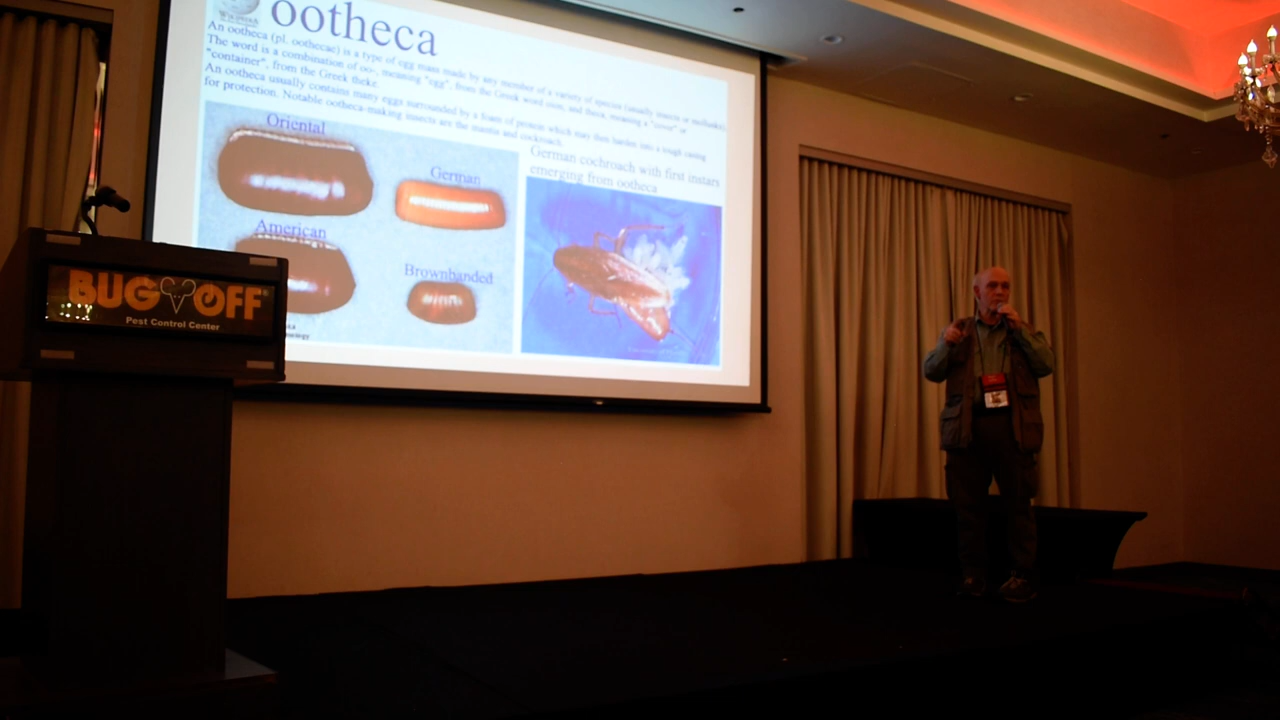 WIKIPEDIA
ootheca
An ootheca (pl. oothecae) is a type of egg mass made by any member of a variety of species (usually insects or mollusks).
The word is a combination of oo-, meaning "egg", from the Greek word oon, and theca, meaning a "cover" or
"container", from the Greek theke.
An ootheca usually contains many eggs surrounded by a foam of protein which may then harden into a tough casing
for protection. Notable ootheca-making insects are the mantis and cockroach.
Oriental
German
American
Brownbanded
German cochroach with first instars
emerging from ootheca
BUG OFF
Pest Control Center